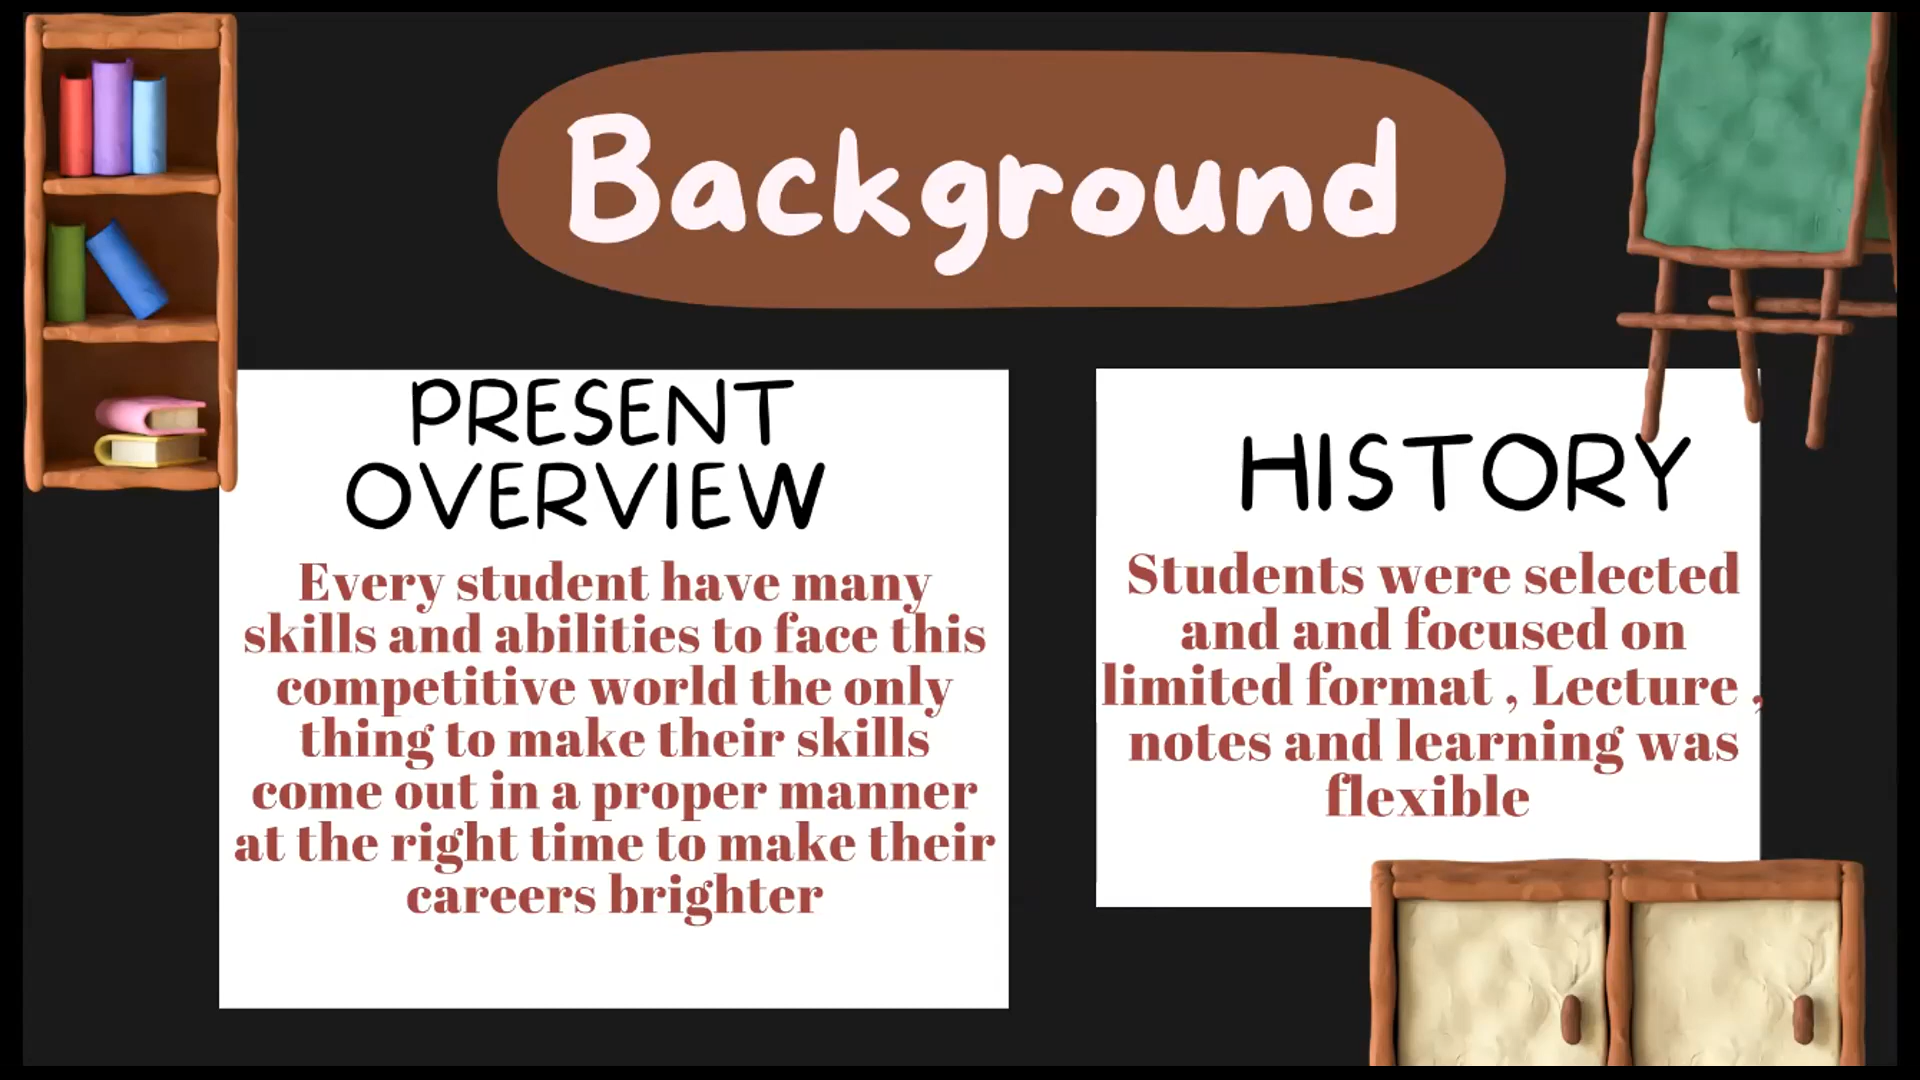 Background
PRESENT
OVERVIEW
Every student have many
skills and abilities to face this
competitive world the only
thing to make their skills
come out in a proper manner
at the right time to make their
careers brighter
HISTORY
Students were selected
and and focused on
limited format , Lecture ,
notes and learning was
flexible